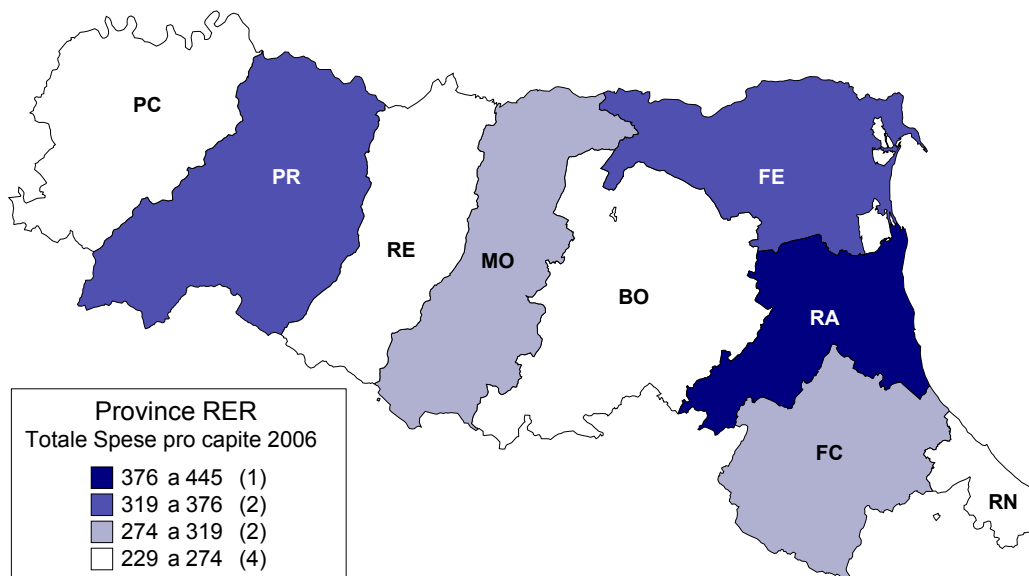 PC
PR
FE
RE
MO
BO
RA
FC
RN
Province RER
Totale Spese pro capite 2006
376 a 445 (1)
319 a 376 (2)
274 a 319 (2)
229 a 274 (4)